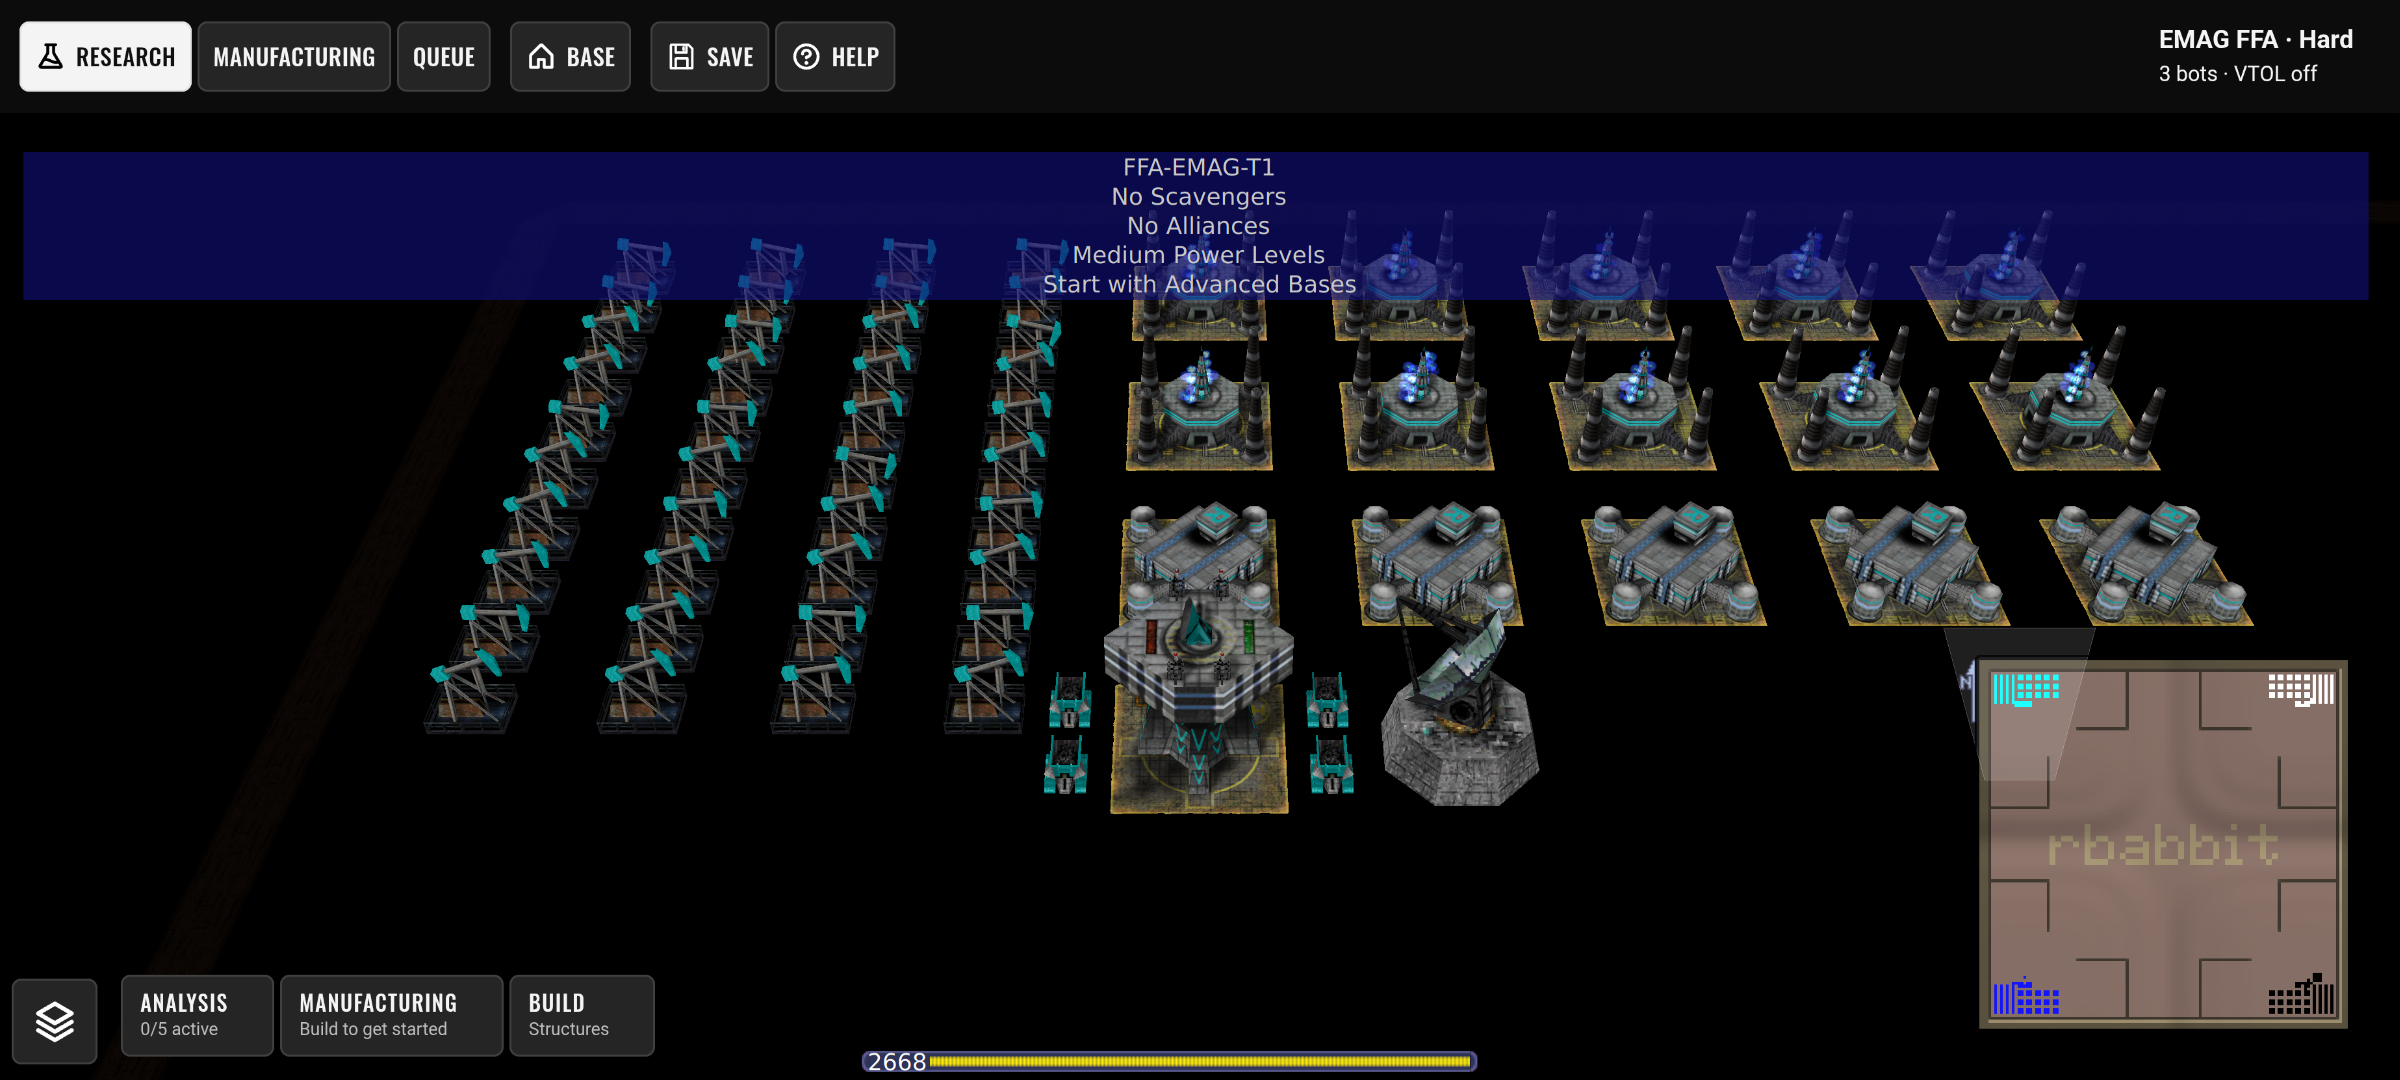 RESEARCH
MANUFACTURING
QUEUE
BASE
SAVE
HELP
EMAG FFA · Hard
3 bots · VTOL off
FFA-EMAG-T1
No Scavengers
No Alliances
Medium Power Levels
Start with Advanced Bases
N
rbabbit
ANALYSIS
0/5 active
MANUFACTURING
Build to get started
BUILD
Structures
2668